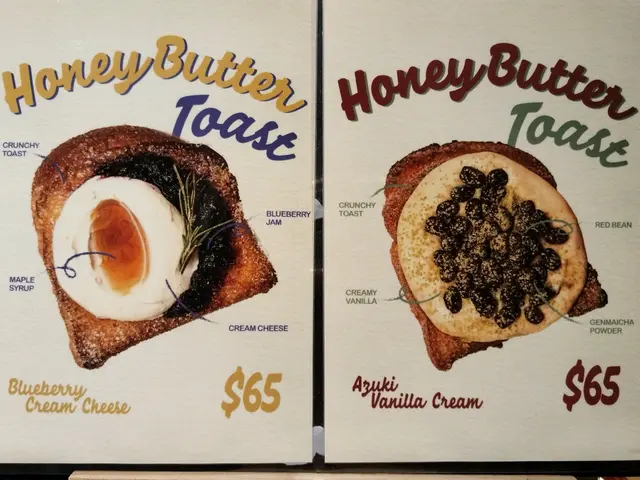 Honey Butter
Toast
CRUNCHY
TOAST
BLUEBERRY
JAM
MAPLE
SYRUP
CREAM CHEESE
Blueberry
Cream Cheese
$65
Honey Butter
Toast
CRUNCHY
TOAST
RED BEAN
CREAMY
VANILLA
GENMAICHA
POWDER
Azuki
Vanilla Cream
$65